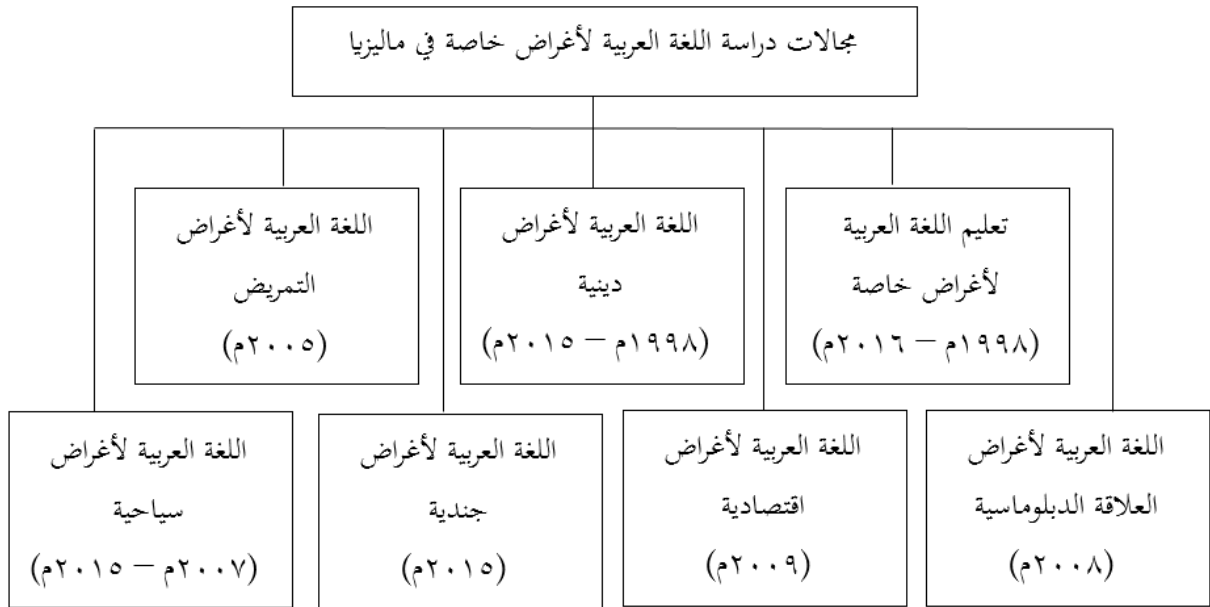 مجالات دراسة اللغة العربية لأغراض خاصة في ماليزيا
تعليم اللغة العربية
لأغراض خاصة
(١٩٩٨م – ٢٠١٦م)
اللغة العربية لأغراض
دينية
(١٩٩٨م – ٢٠١٥م)
اللغة العربية لأغراض
التمريض
(٢٠٠٥م)
اللغة العربية لأغراض
العلاقة الدبلوماسية
(٢٠٠٨م)
اللغة العربية لأغراض
اقتصادية
(٢٠٠٩م)
اللغة العربية لأغراض
جندية
(٢٠١٥م)
اللغة العربية لأغراض
سياحية
(٢٠٠٧م – ٢٠١٥م)